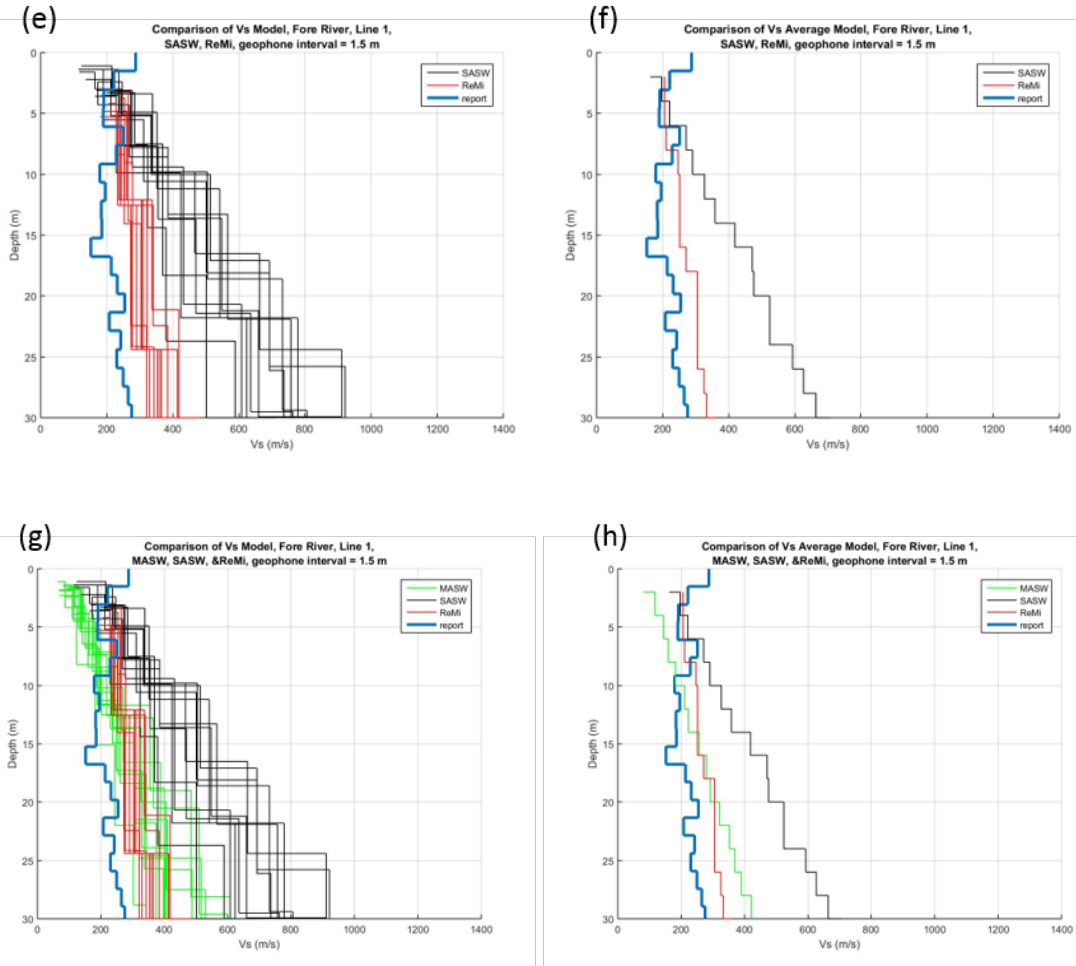 (e)
Comparison of Vs Model, Fore River, Line 1,
SASW, ReMi, geophone interval = 1.5 m
SASW
ReMi
report
0
5
10
15
20
25
30
Depth (m)
0 200 400 600 800 1000 1200 1400
Vs (m/s)
(f)
Comparison of Vs Average Model, Fore River, Line 1,
SASW, ReMi, geophone interval = 1.5 m
SASW
ReMi
report
0
5
10
15
20
25
30
Depth (m)
0 200 400 600 800 1000 1200 1400
Vs (m/s)
(g)
Comparison of Vs Model, Fore River, Line 1,
MASW, SASW, &ReMi, geophone interval = 1.5 m
MASW
SASW
ReMi
report
0
5
10
15
20
25
30
Depth (m)
0 200 400 600 800 1000 1200 1400
Vs (m/s)
(h)
Comparison of Vs Average Model, Fore River, Line 1,
MASW, SASW, &ReMi, geophone interval = 1.5 m
MASW
SASW
ReMi
report
0
5
10
15
20
25
30
Depth (m)
0 200 400 600 800 1000 1200 1400
Vs (m/s)